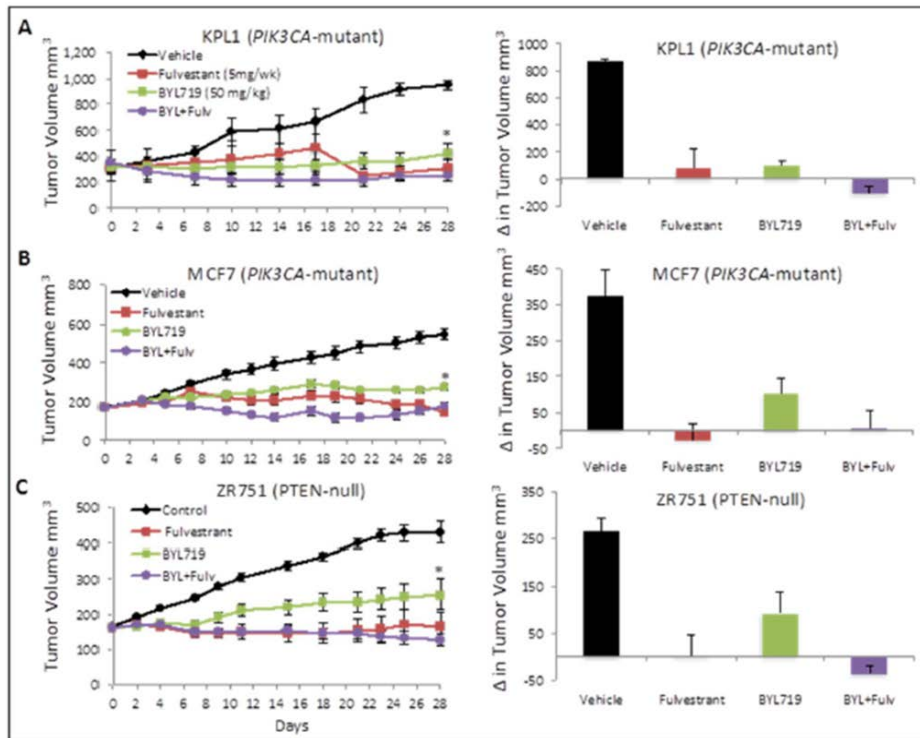 A
KPL1 (PIK3CA-mutant)
Vehicle
Fulvestant (5mg/wk)
BYL719 (50 mg/kg)
BYL+Fulv
Tumor Volume mm3
1,200
1,000
800
600
400
200
0
*
0 2 4 6 8 10 12 14 16 18 20 22 24 26 28
KPL1 (PIK3CA-mutant)
Δ in Tumor Volume mm3
1000
800
600
400
200
0
-200
Vehicle Fulvestant BYL719 BYL+Fulv
B
MCF7 (PIK3CA-mutant)
Vehicle
Fulvestant
BYL719
BYL+Fulv
Tumor Volume mm3
800
600
400
200
0
*
0 2 4 6 8 10 12 14 16 18 20 22 24 26 28
MCF7 (PIK3CA-mutant)
Δ in Tumor Volume mm3
450
350
250
150
50
-50
Vehicle Fulvestant BYL719 BYL+Fulv
C
ZR751 (PTEN-null)
Control
Fulvestrant
BYL719
BYL+Fulv
Tumor Volume mm3
500
400
300
200
100
0
*
0 2 4 6 8 10 12 14 16 18 20 22 24 26 28
Days
ZR751 (PTEN-null)
Δ in Tumor Volume mm3
350
250
150
50
-50
Vehicle Fulvestrant BYL719 BYL+Fulv